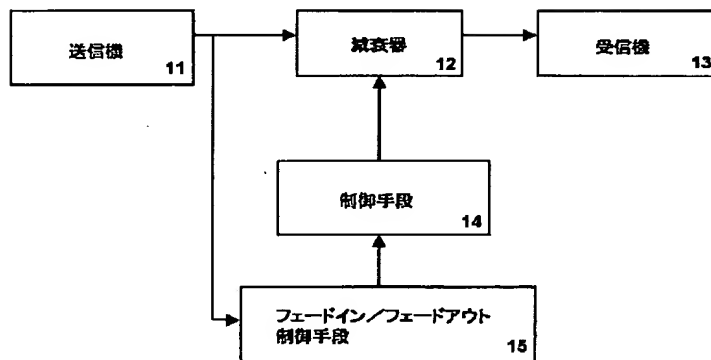 送信機
11
減衰器
12
受信機
13
制御手段
14
フェードイン／フェードアウト
制御手段
15